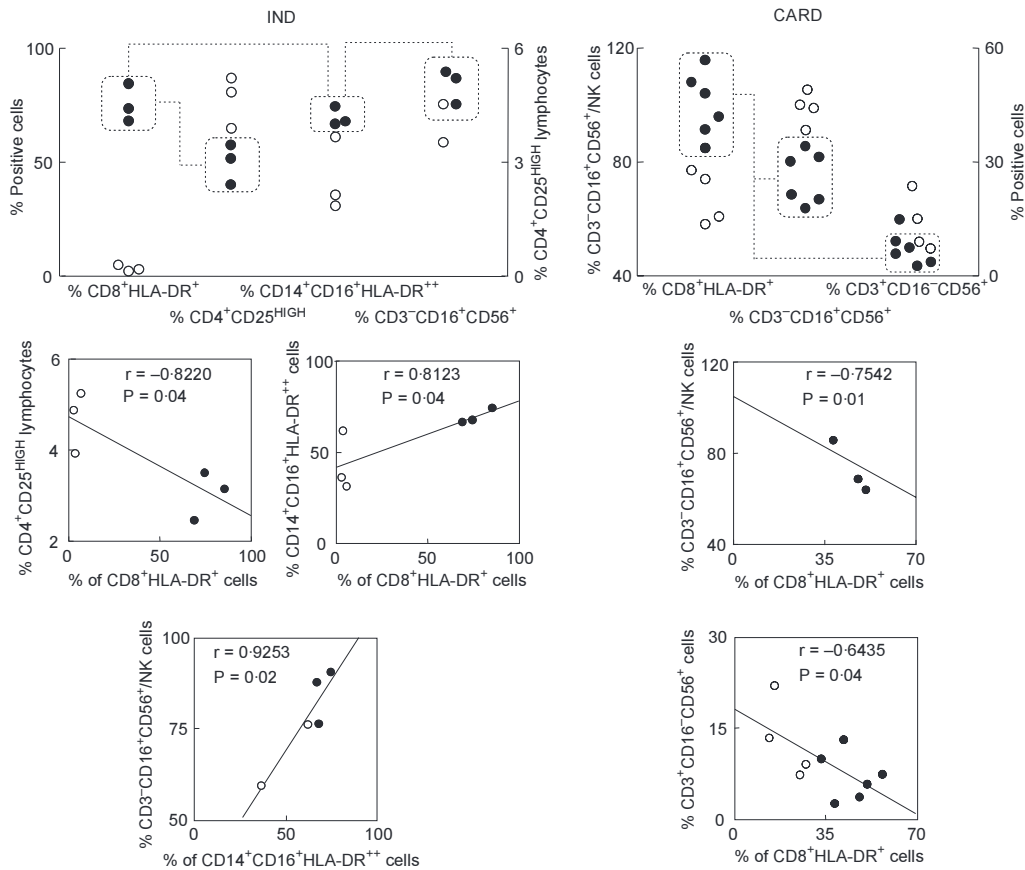 IND
CARD
100
50
0
% Positive cells
6
3
0
% CD4⁺CD25ᴴᴵᴳᴴ lymphocytes
% CD8⁺HLA-DR⁺
% CD14⁺CD16⁺HLA-DR⁺⁺
% CD4⁺CD25ᴴᴵᴳᴴ
% CD3⁻CD16⁺CD56⁺
120
80
40
% CD3⁻CD16⁺CD56⁺/NK cells
60
30
0
% Positive cells
% CD8⁺HLA-DR⁺
% CD3⁺CD16⁻CD56⁺
% CD3⁻CD16⁺CD56⁺
6
4
2
% CD4⁺CD25ᴴᴵᴳᴴ lymphocytes
r = –0·8220
P = 0·04
0
50
100
% of CD8⁺HLA-DR⁺ cells
100
50
0
% CD14⁺CD16⁺HLA-DR⁺⁺ cells
r = 0·8123
P = 0·04
0
50
100
% of CD8⁺HLA-DR⁺ cells
120
80
40
% CD3⁻CD16⁺CD56⁺/NK cells
r = –0·7542
P = 0·01
0
35
70
% of CD8⁺HLA-DR⁺ cells
100
75
50
% CD3⁻CD16⁺CD56⁺/NK cells
r = 0·9253
P = 0·02
0
50
100
% of CD14⁺CD16⁺HLA-DR⁺⁺ cells
30
15
0
% CD3⁺CD16⁻CD56⁺ cells
r = –0·6435
P = 0·04
0
35
70
% of CD8⁺HLA-DR⁺ cells